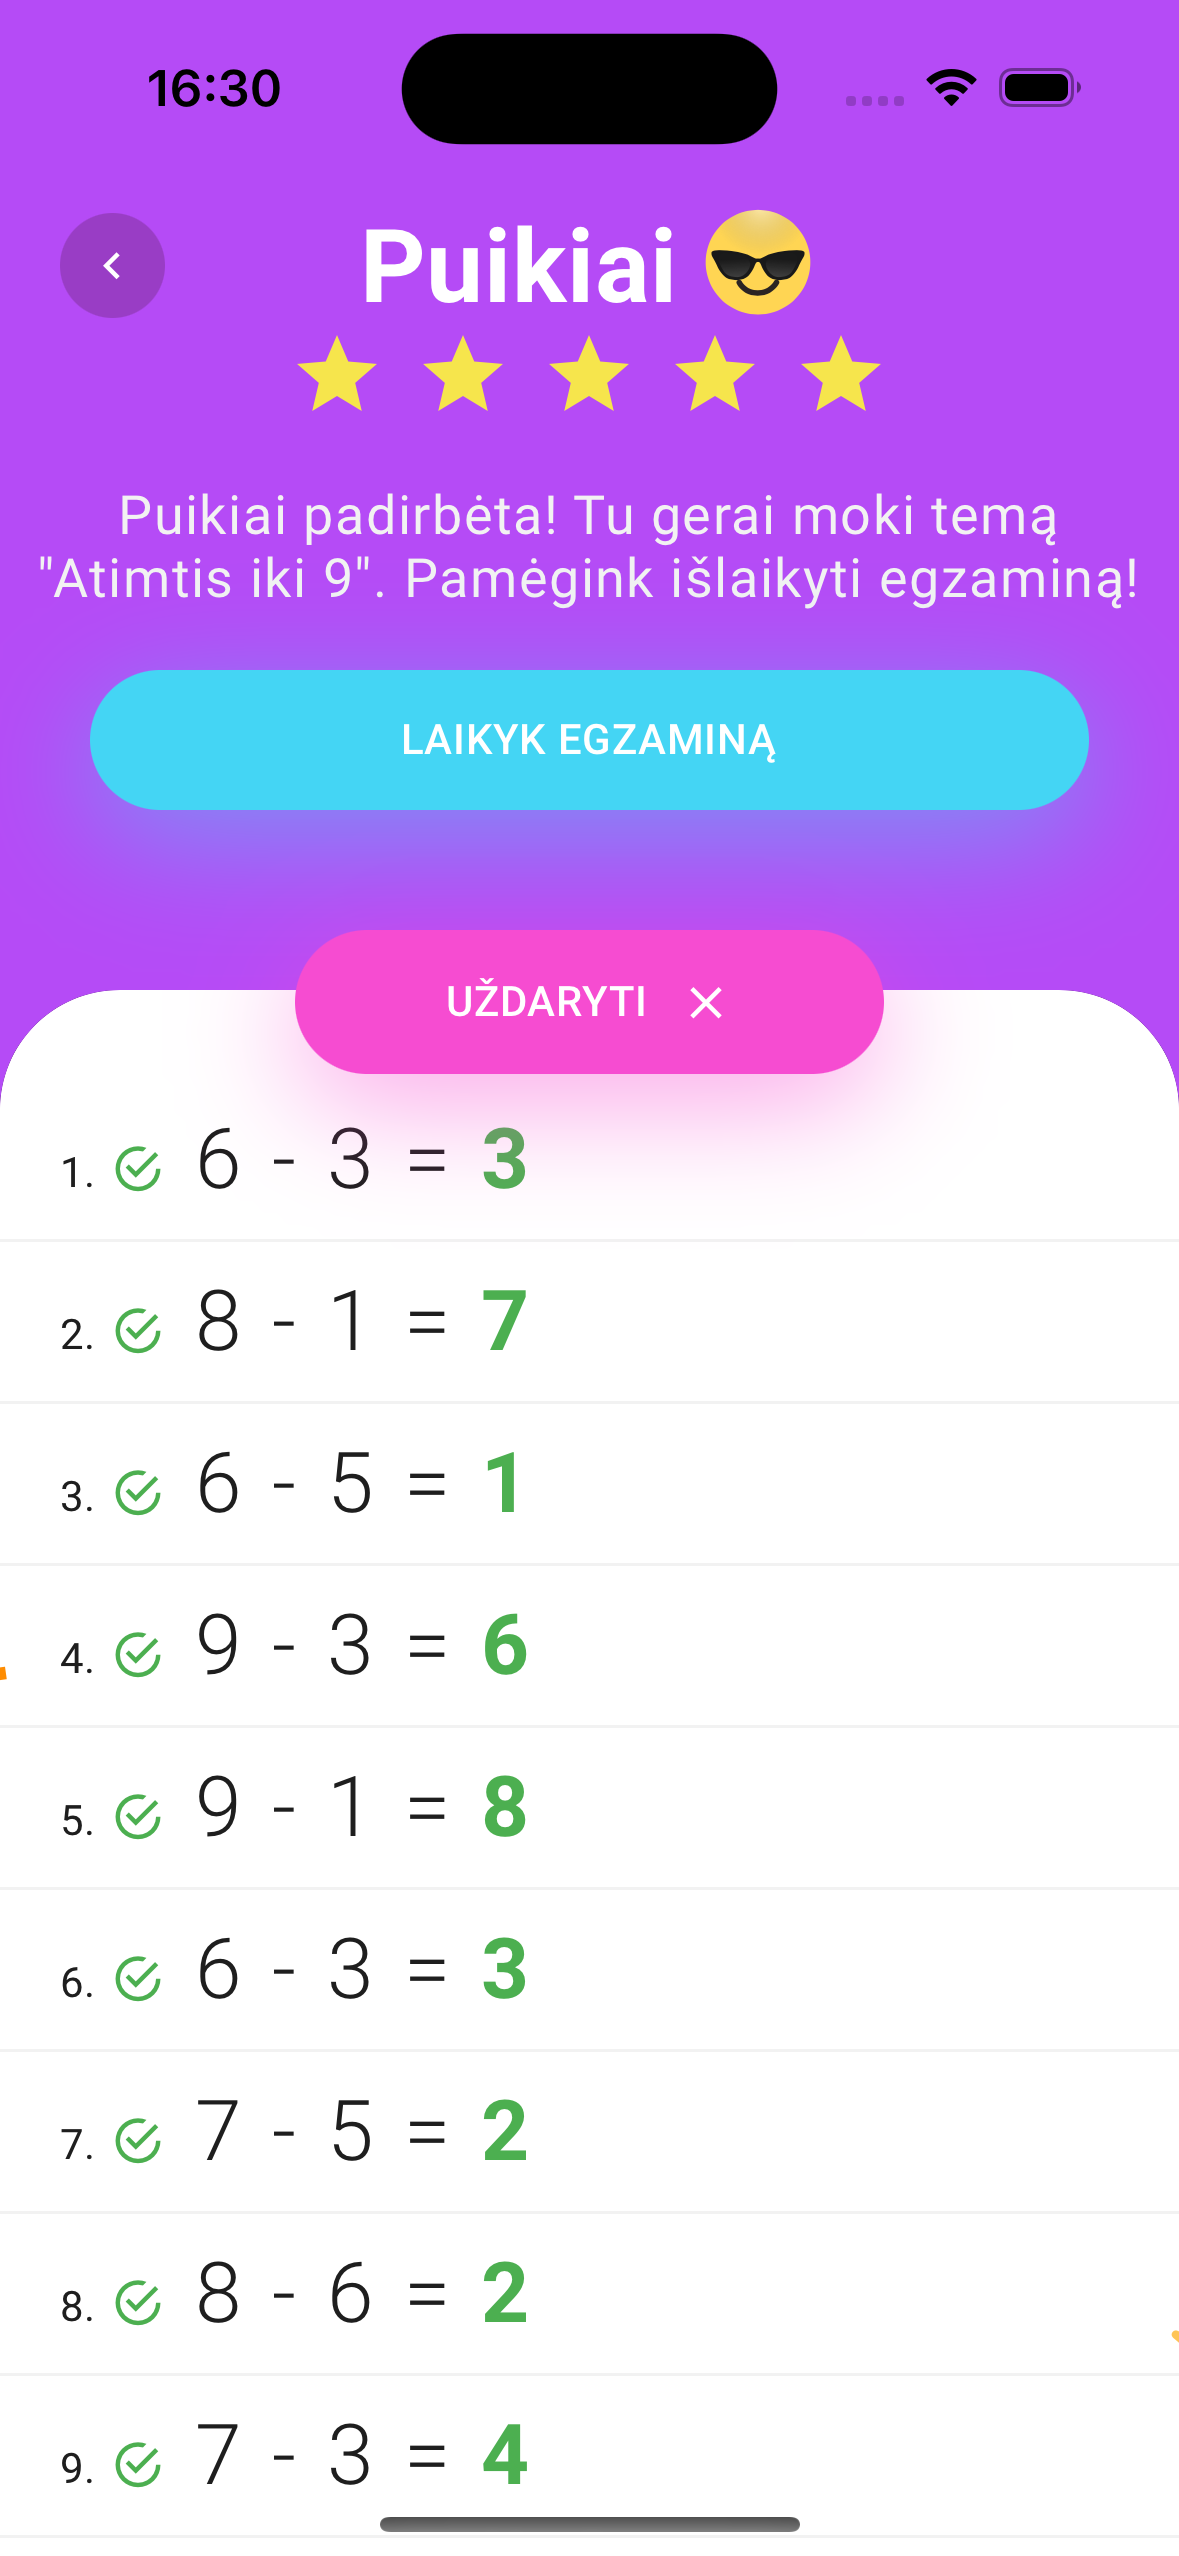 16:30
Puikiai 😎
Puikiai padirbėta! Tu gerai moki temą
"Atimtis iki 9". Pamėgink išlaikyti egzaminą!
LAIKYK EGZAMINĄ
UŽDARYTI
1. 6 - 3 = 3
2. 8 - 1 = 7
3. 6 - 5 = 1
4. 9 - 3 = 6
5. 9 - 1 = 8
6. 6 - 3 = 3
7. 7 - 5 = 2
8. 8 - 6 = 2
9. 7 - 3 = 4